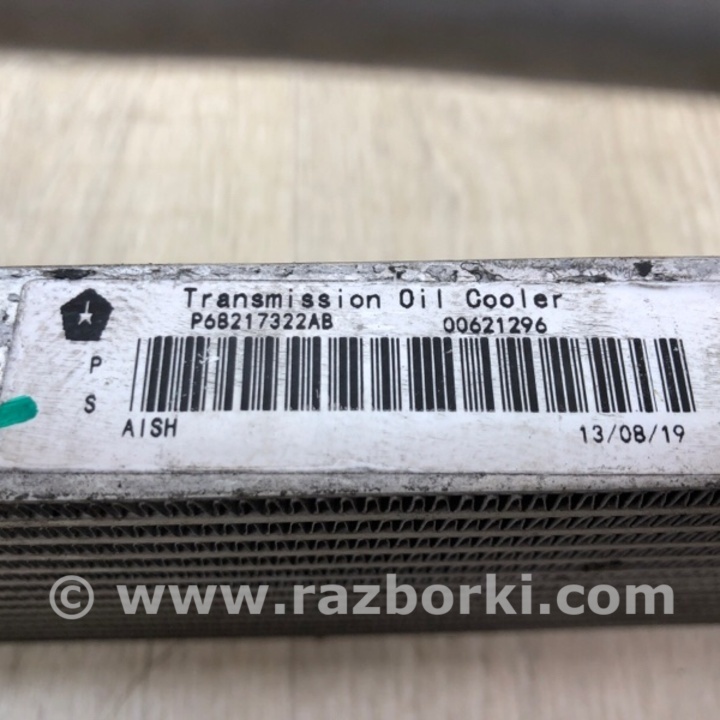 Transmission Oil Cooler
P68217322AB 00621296
P
S
AISH 13/08/19
© www.razborki.com